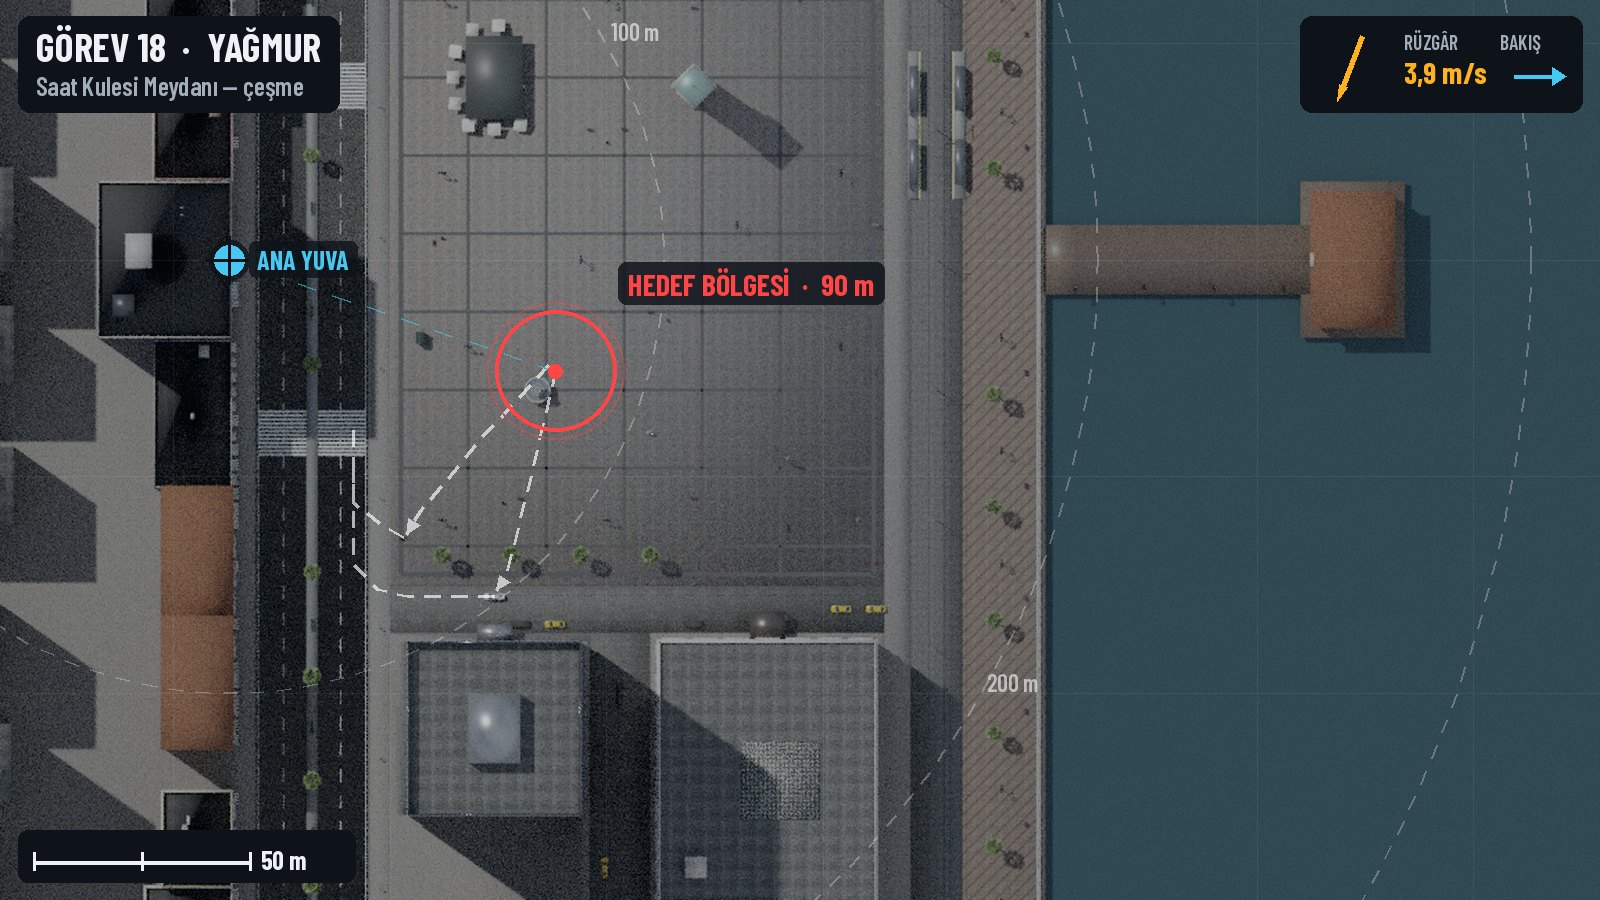 GÖREV 18 · YAĞMUR
Saat Kulesi Meydanı — çeşme
100 m
RÜZGÂR
BAKIŞ
3,9 m/s
ANA YUVA
HEDEF BÖLGESİ · 90 m
200 m
50 m